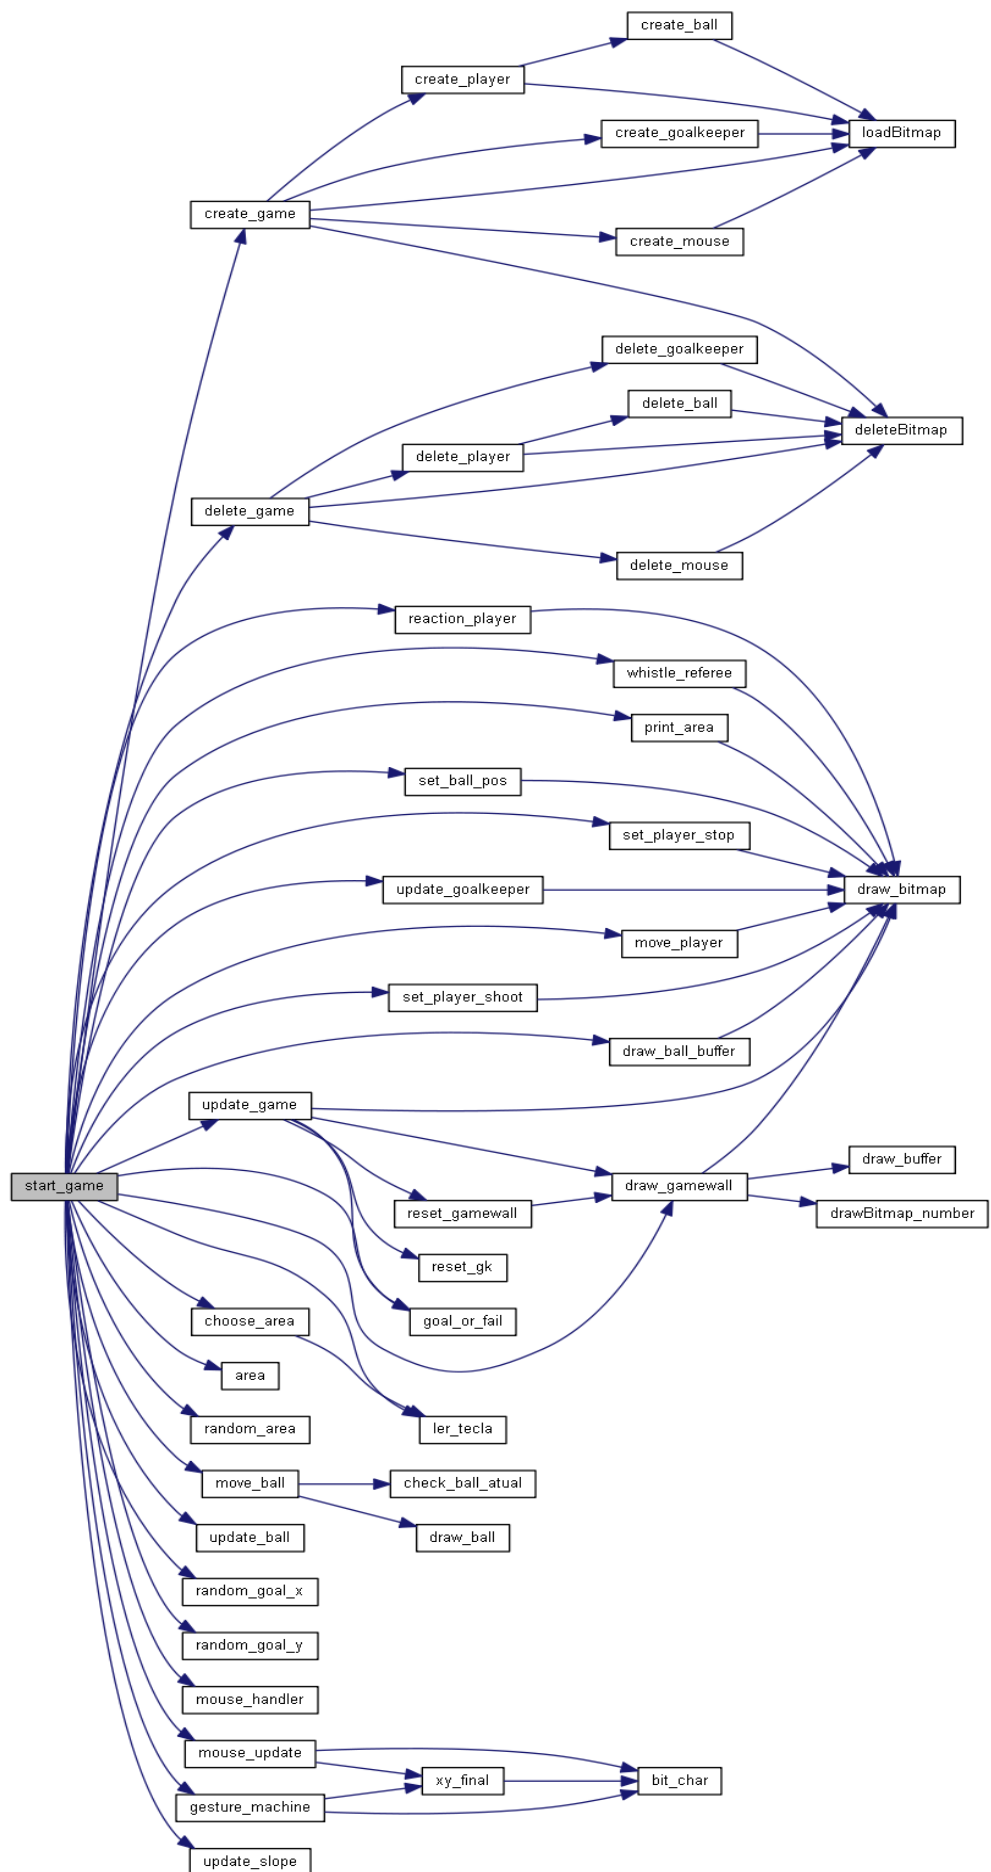 create_ball
create_player
loadBitmap
create_goalkeeper
create_game
create_mouse
delete_goalkeeper
delete_ball
deleteBitmap
delete_player
delete_game
delete_mouse
reaction_player
whistle_referee
print_area
set_ball_pos
set_player_stop
update_goalkeeper
draw_bitmap
move_player
set_player_shoot
draw_ball_buffer
update_game
draw_buffer
start_game
draw_gamewall
reset_gamewall
drawBitmap_number
reset_gk
choose_area
goal_or_fail
area
random_area
ler_tecla
move_ball
check_ball_atual
update_ball
draw_ball
random_goal_x
random_goal_y
mouse_handler
mouse_update
xy_final
bit_char
gesture_machine
update_slope